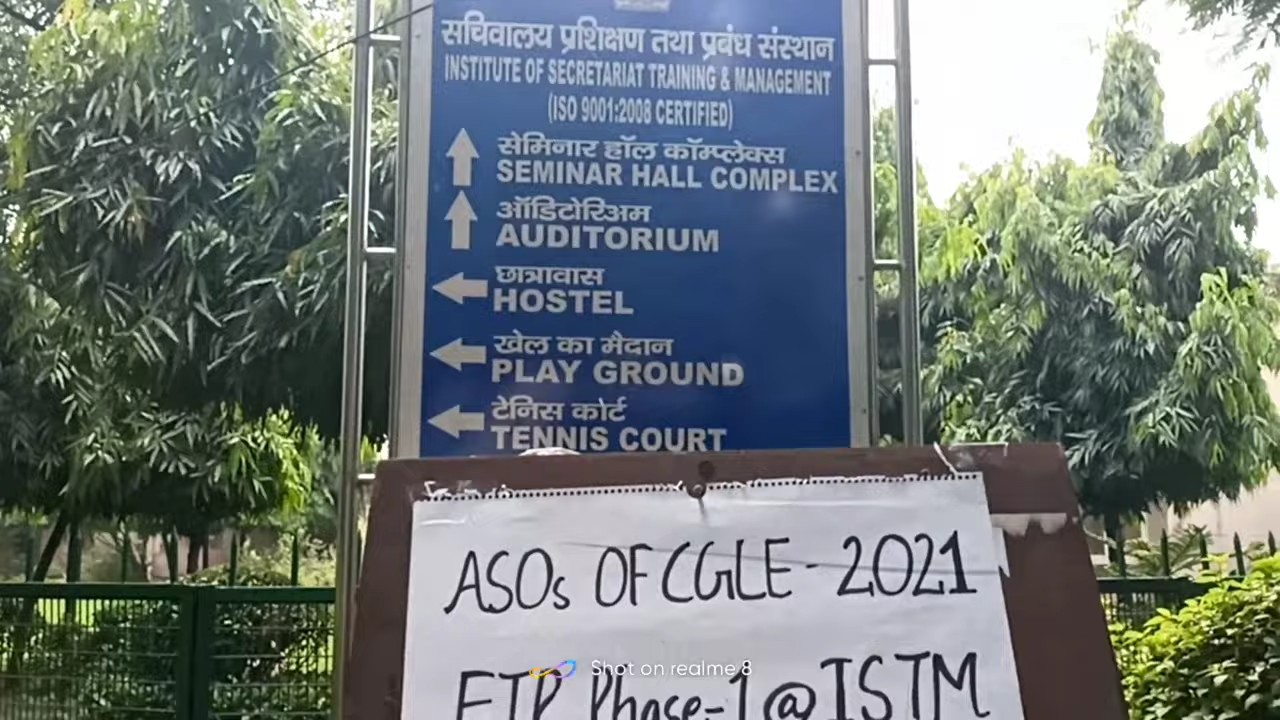 सचिवालय प्रशिक्षण तथा प्रबंध संस्थान
INSTITUTE OF SECRETARIAT TRAINING & MANAGEMENT
(ISO 9001:2008 CERTIFIED)
सेमिनार हॉल कॉम्प्लेक्स
SEMINAR HALL COMPLEX
ऑडिटोरिअम
AUDITORIUM
छात्रावास
HOSTEL
खेल का मैदान
PLAY GROUND
टेनिस कोर्ट
TENNIS COURT
ASOs OF CGLE-2021
FTP Phase-1@ISTM
Shot on realme 8